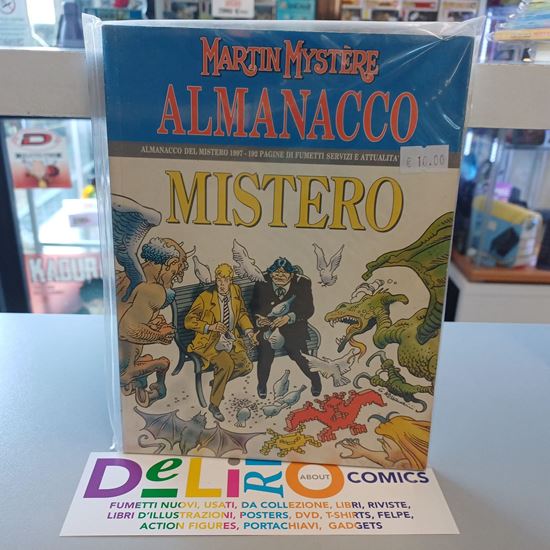 MARTIN MYSTÈRE
ALMANACCO
ALMANACCO DEL MISTERO 1997 - 192 PAGINE DI FUMETTI SERVIZI E ATTUALITA'
€ 10.00
MISTERO
KABUKI
DELIRIO ABOUT COMICS
FUMETTI NUOVI, USATI, DA COLLEZIONE, LIBRI, RIVISTE,
LIBRI D'ILLUSTRAZIONI, POSTERS, DVD, T-SHIRTS, FELPE,
ACTION FIGURES, PORTACHIAVI, GADGETS